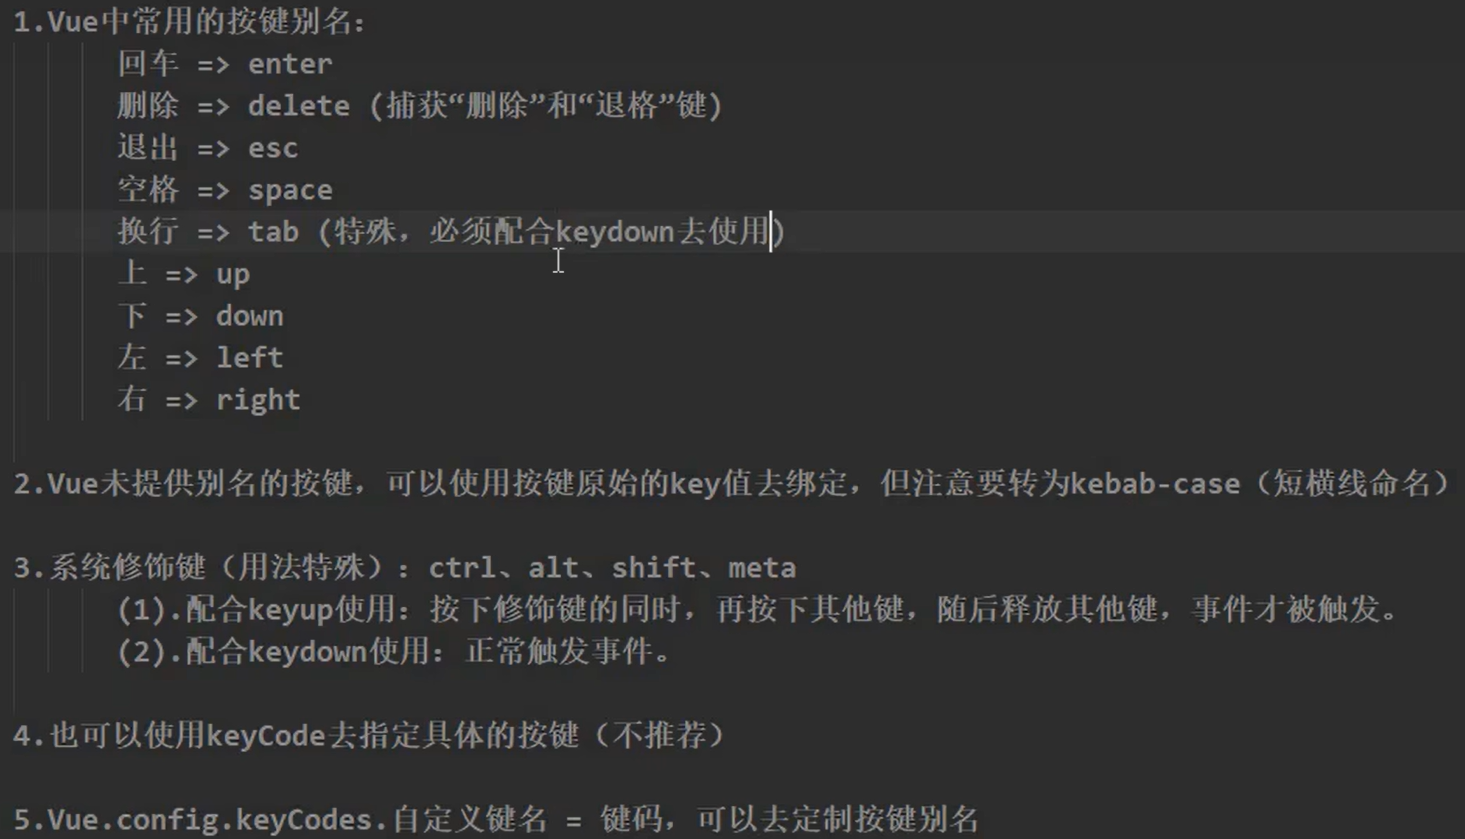 1.Vue中常用的按键别名:
回车 => enter
删除 => delete (捕获“删除”和“退格”键)
退出 => esc
空格 => space
换行 => tab (特殊，必须配合keydown去使用)
上 => up
下 => down
左 => left
右 => right
2.Vue未提供别名的按键，可以使用按键原始的key值去绑定，但注意要转为kebab-case（短横线命名）
3.系统修饰键（用法特殊）：ctrl、alt、shift、meta
(1).配合keyup使用：按下修饰键的同时，再按下其他键，随后释放其他键，事件才被触发。
(2).配合keydown使用：正常触发事件。
4.也可以使用keyCode去指定具体的按键（不推荐）
5.Vue.config.keyCodes.自定义键名 = 键码，可以去定制按键别名